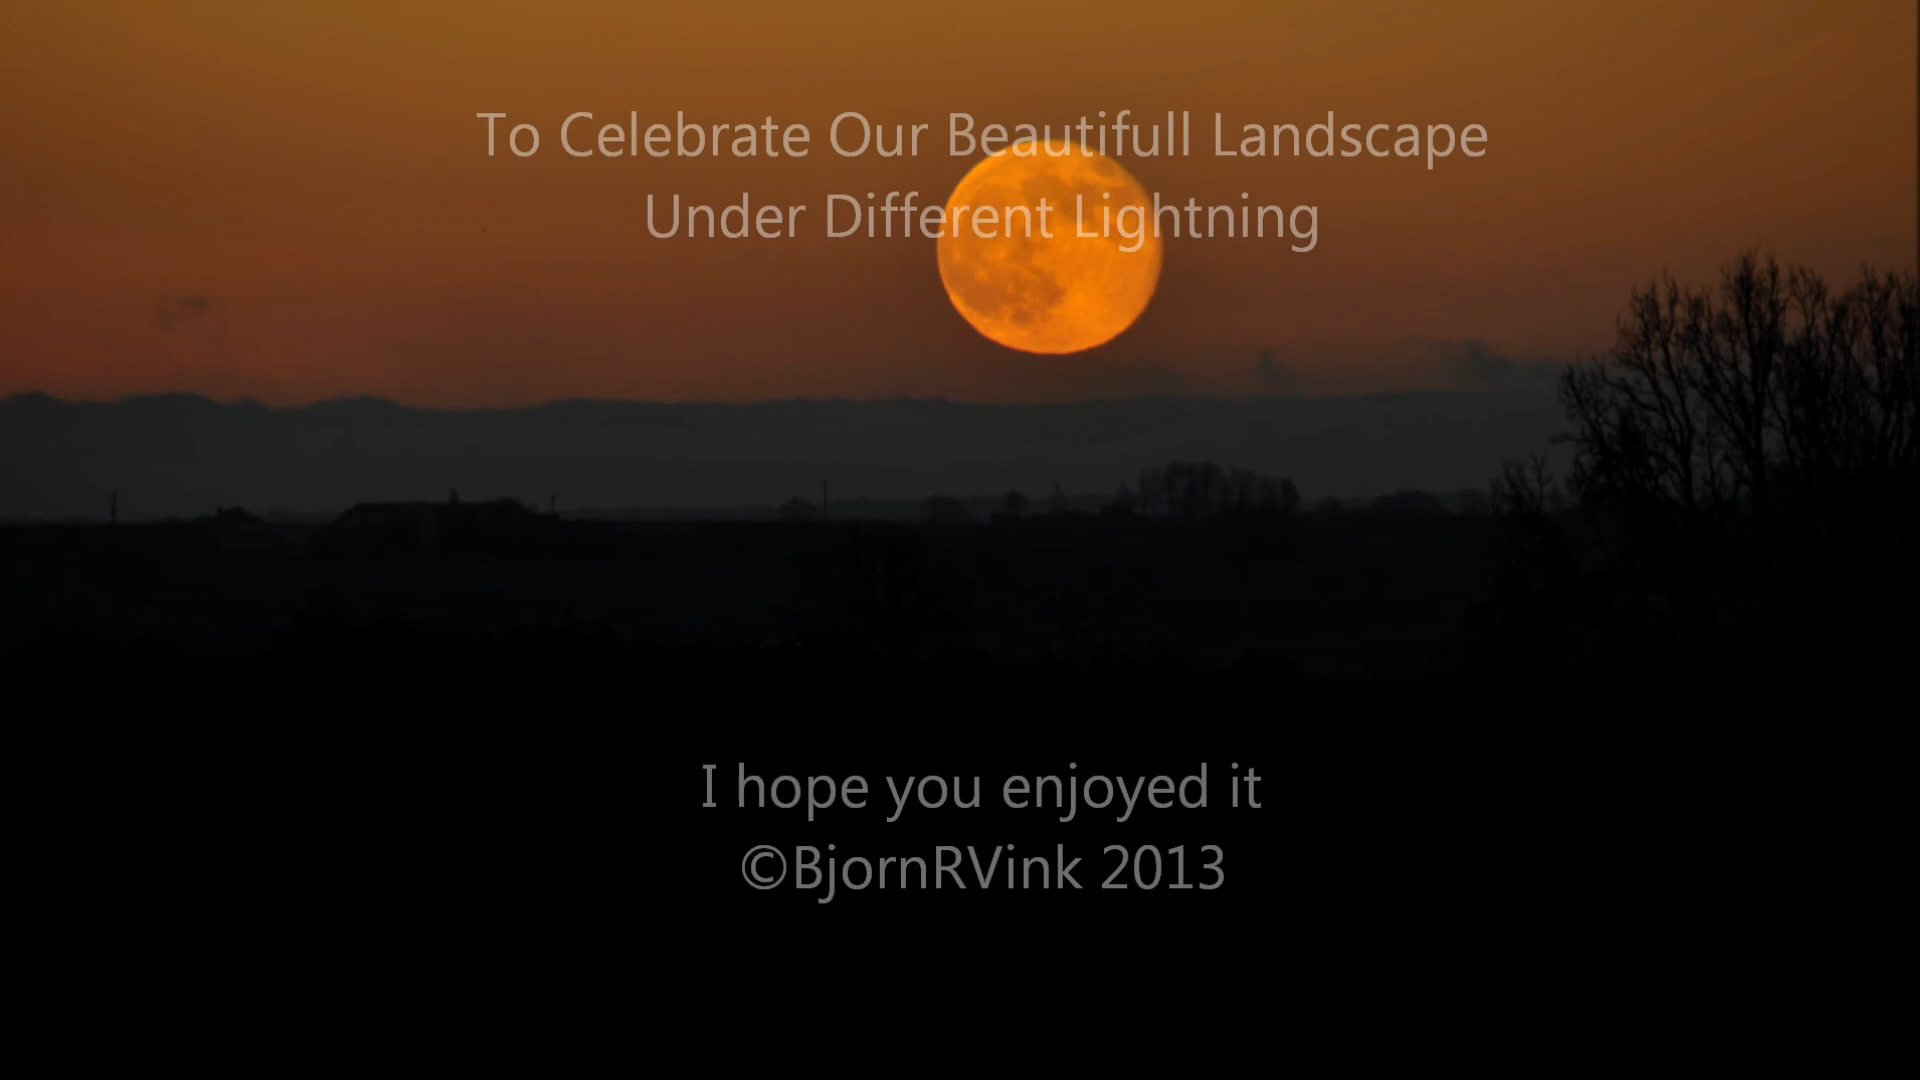 To Celebrate Our Beautifull Landscape
Under Different Lightning
I hope you enjoyed it
©BjornRVink 2013